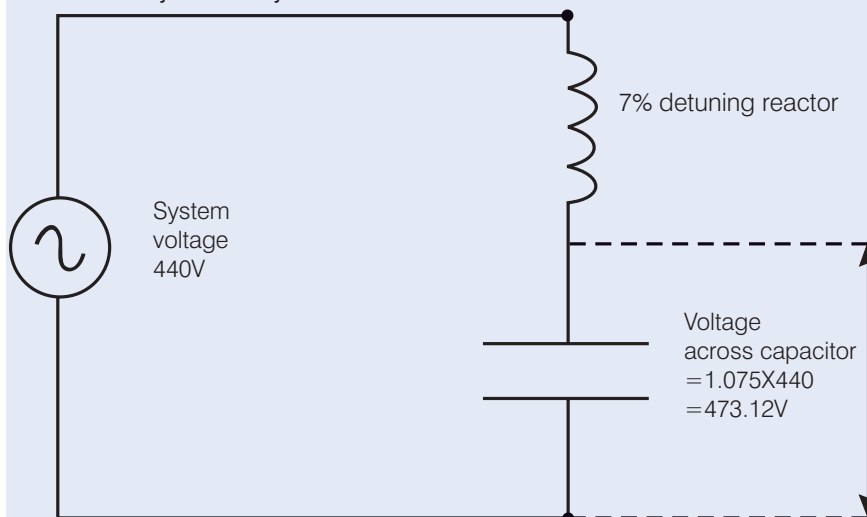 7% detuning reactor
System
voltage
440V
Voltage
across capacitor
=1.075X440
=473.12V